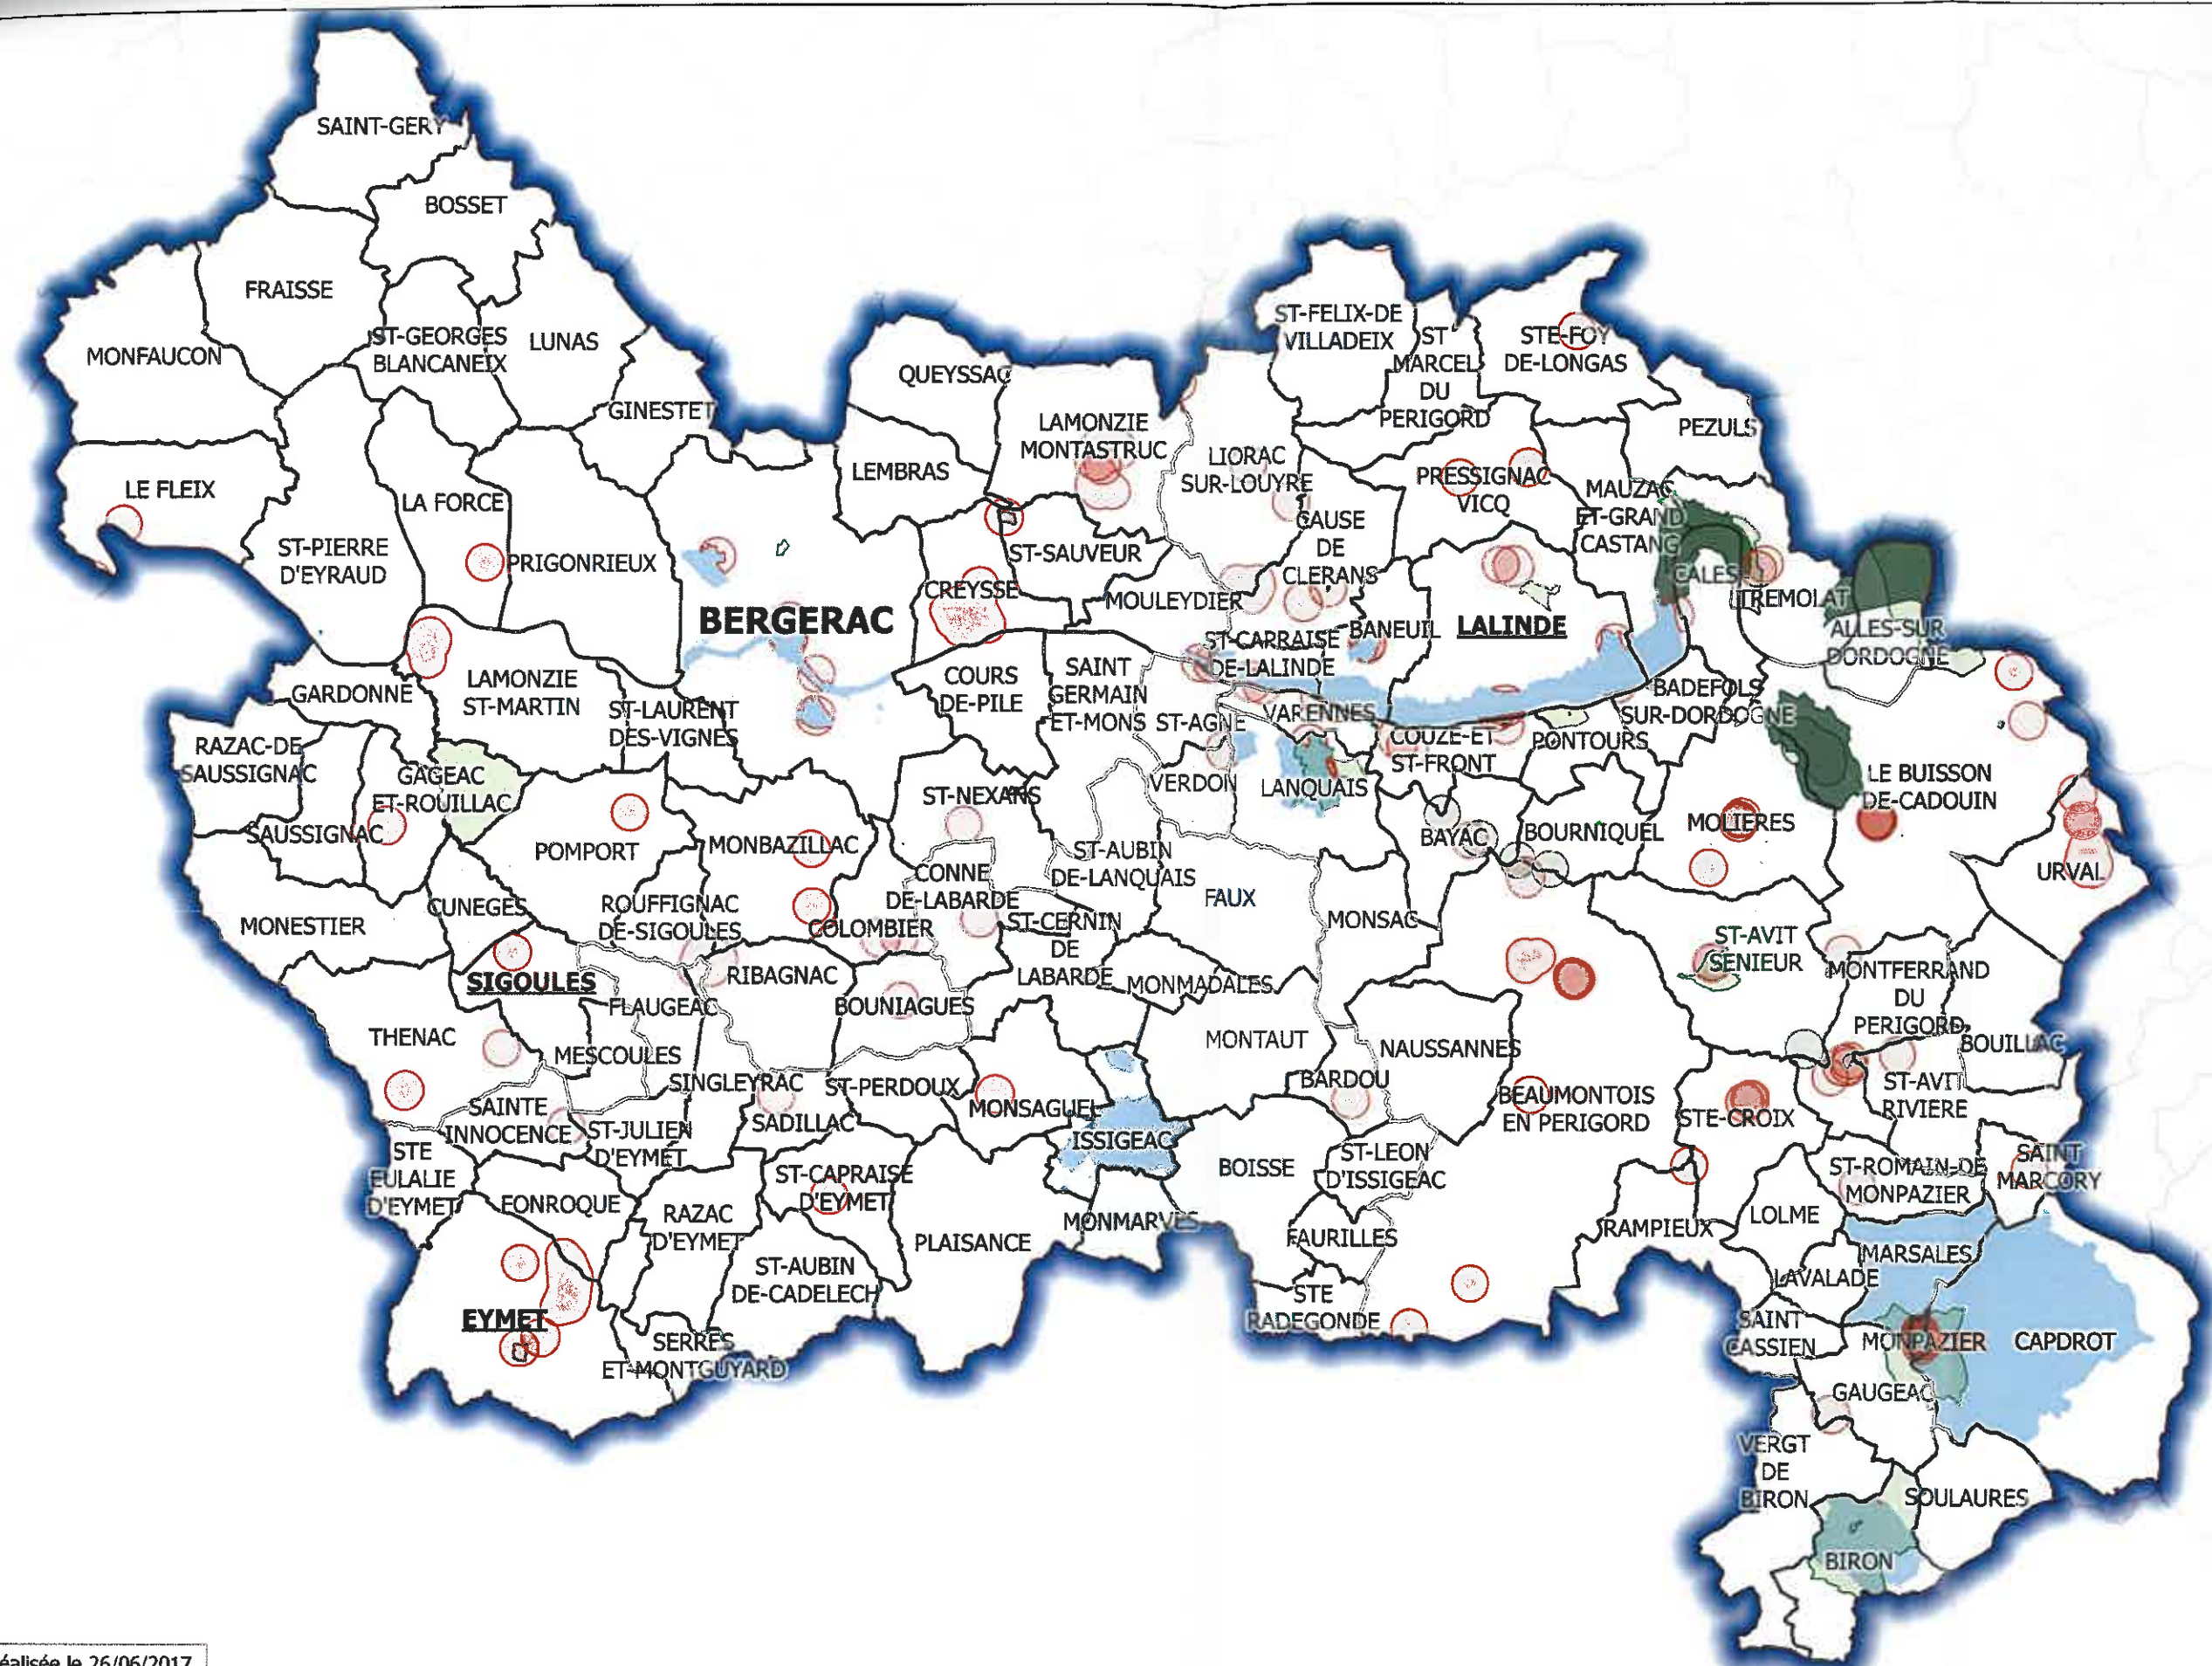 SAINT-GERY
BOSSET
FRAISSE
MONFAUCON
ST-GEORGES
BLANCANEIX
LUNAS
GINESTET
LE FLEIX
LA FORCE
ST-PIERRE
D'EYRAUD
PRIGONRIEUX
QUEYSSAC
LEMBRAS
LAMONZIE
MONTASTRUC
LIORAC
SUR-LOUYRE
ST-FELIX-DE
VILLADEIX
ST
MARCEL
DU
PERIGORD
STE-FOY
DE-LONGAS
PEZULS
PRESSIGNAC
VICQ
MAUZAC
ET-GRAND
CASTANG
CAUSE
DE
CLERANS
ST-SAUVEUR
CREYSSE
MOULEYDIER
BERGERAC
ST-CAPRAISE
DE-LALINDE
BANEUIL
LALINDE
CALES
TREMOLAT
ALLES-SUR
DORDOGNE
GARDONNE
LAMONZIE
ST-MARTIN
ST-LAURENT
DES-VIGNES
COURS
DE-PILE
SAINT
GERMAIN
ET-MONS
ST-AGNE
VARENNES
COUZE-ET
ST-FRONT
PONTOURS
BADEFOLS
SUR-DORDOGNE
RAZAC-DE
SAUSSIGNAC
GAGEAC
ET-ROUILLAC
SAUSSIGNAC
POMPORT
MONBAZILLAC
ST-NEXANS
VERDON
LANQUAIS
BAYAC
BOURNIQUEL
MOLIERES
LE BUISSON
DE-CADOUIN
URVAL
MONESTIER
CUNEGES
ROUFFIGNAC
DE-SIGOULES
COLOMBIER
CONNE
DE-LABARDE
ST-AUBIN
DE-LANQUAIS
FAUX
MONSAC
ST-CERNIN
DE
LABARDE
MONMADALES
ST-AVIT
SENIEUR
MONTFERRAND
DU
PERIGORD
BOUILLAC
SIGOULES
RIBAGNAC
FLAUGEAC
BOUNIAGUES
THENAC
MESCOULES
SINGLEYRAC
ST-PERDOUX
MONSAGUEL
MONTAUT
BARDOU
NAUSSANNES
BEAUMONTOIS
EN PERIGORD
STE-CROIX
ST-AVIT
RIVIERE
SAINTE
INNOCENCE
ST-JULIEN
D'EYMET
SADILLAC
ISSIGEAC
BOISSE
ST-LEON
D'ISSIGEAC
STE
EULALIE
D'EYMET
FONROQUE
RAZAC
D'EYMET
ST-CAPRAISE
D'EYMET
PLAISANCE
MONMARVES
FAURILLES
RAMPIEUX
LOLME
ST-ROMAIN-DE
MONPAZIER
SAINT
MARCORY
ST-AUBIN
DE-CADELECH
STE
RADEGONDE
EYMET
SERRES
ET-MONTGUYARD
MARSALES
LAVALADE
SAINT
CASSIEN
MONPAZIER
CAPDROT
GAUGEAC
VERGT
DE
BIRON
SOULAURES
BIRON
éalisée le 26/06/2017